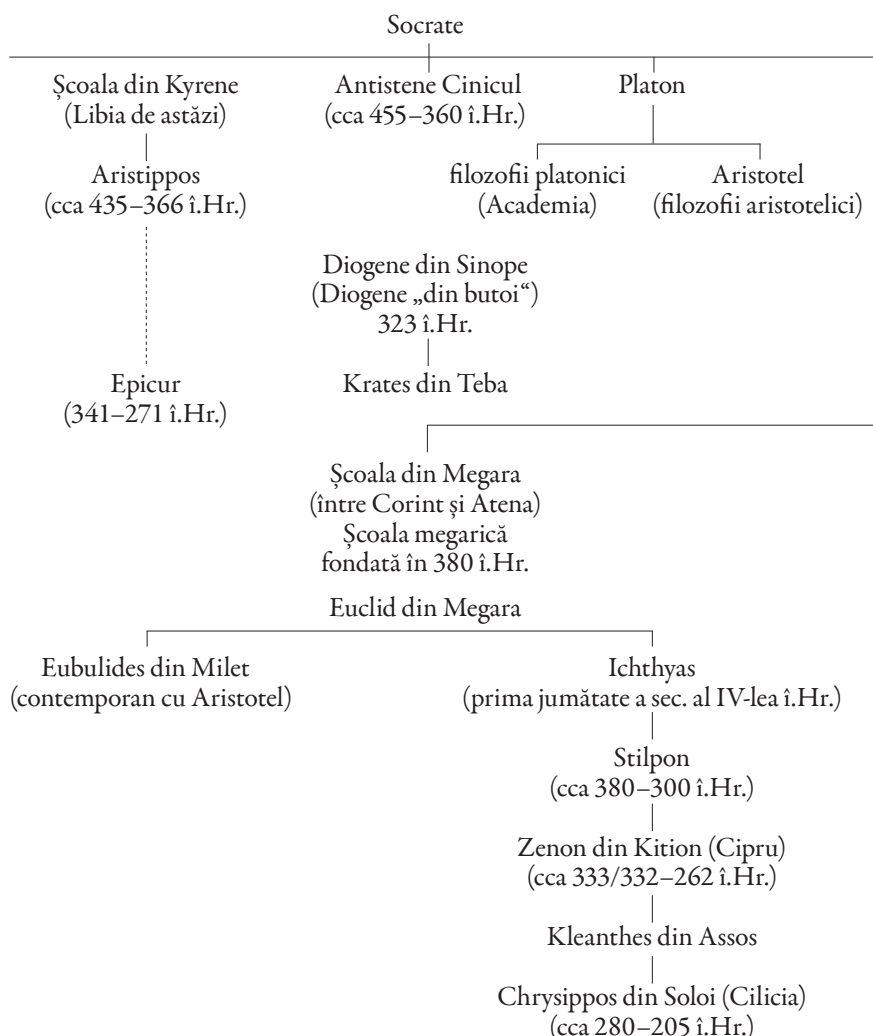 Socrate
Școala din Kyrene
(Libia de astăzi)
Antistene Cinicul
(cca 455–360 î.Hr.)
Platon
Aristippos
(cca 435–366 î.Hr.)
filozofii platonici
(Academia)
Aristotel
(filozofii aristotelici)
Diogene din Sinope
(Diogene „din butoi“)
323 î.Hr.
Epicur
(341–271 î.Hr.)
Krates din Teba
Școala din Megara
(între Corint și Atena)
Școala megarică
fondată în 380 î.Hr.
Euclid din Megara
Eubulides din Milet
(contemporan cu Aristotel)
Ichthyas
(prima jumătate a sec. al IV-lea î.Hr.)
Stilpon
(cca 380–300 î.Hr.)
Zenon din Kition (Cipru)
(cca 333/332–262 î.Hr.)
Kleanthes din Assos
Chrysippos din Soloi (Cilicia)
(cca 280–205 î.Hr.)